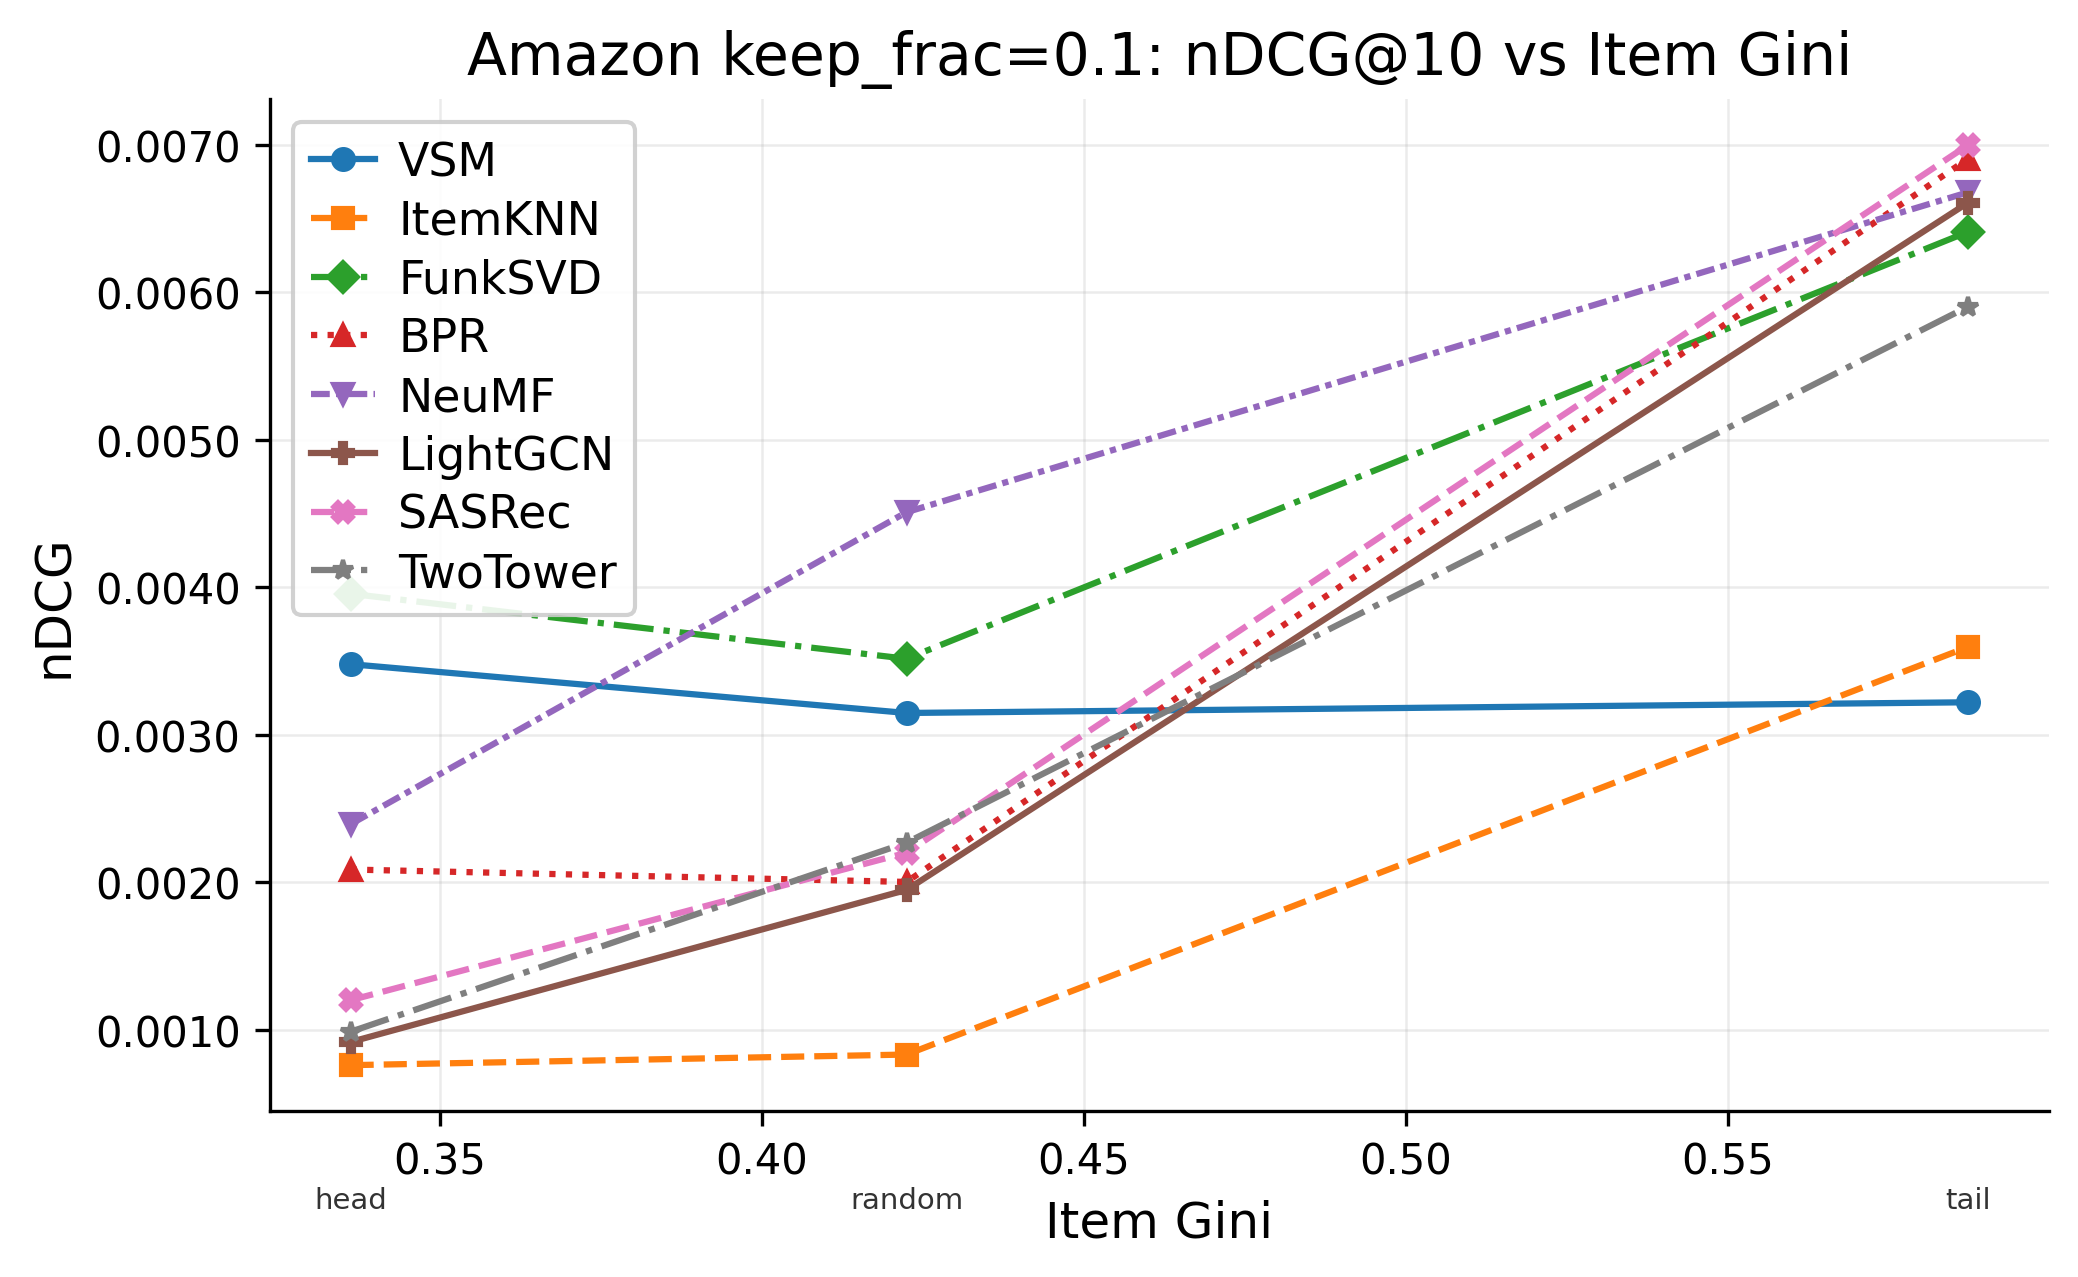 Amazon keep_frac=0.1: nDCG@10 vs Item Gini
0.0070
0.0060
0.0050
0.0040
0.0030
0.0020
0.0010
nDCG
VSM
ItemKNN
FunkSVD
BPR
NeuMF
LightGCN
SASRec
TwoTower
0.35 0.40 0.45 0.50 0.55
head random tail
Item Gini